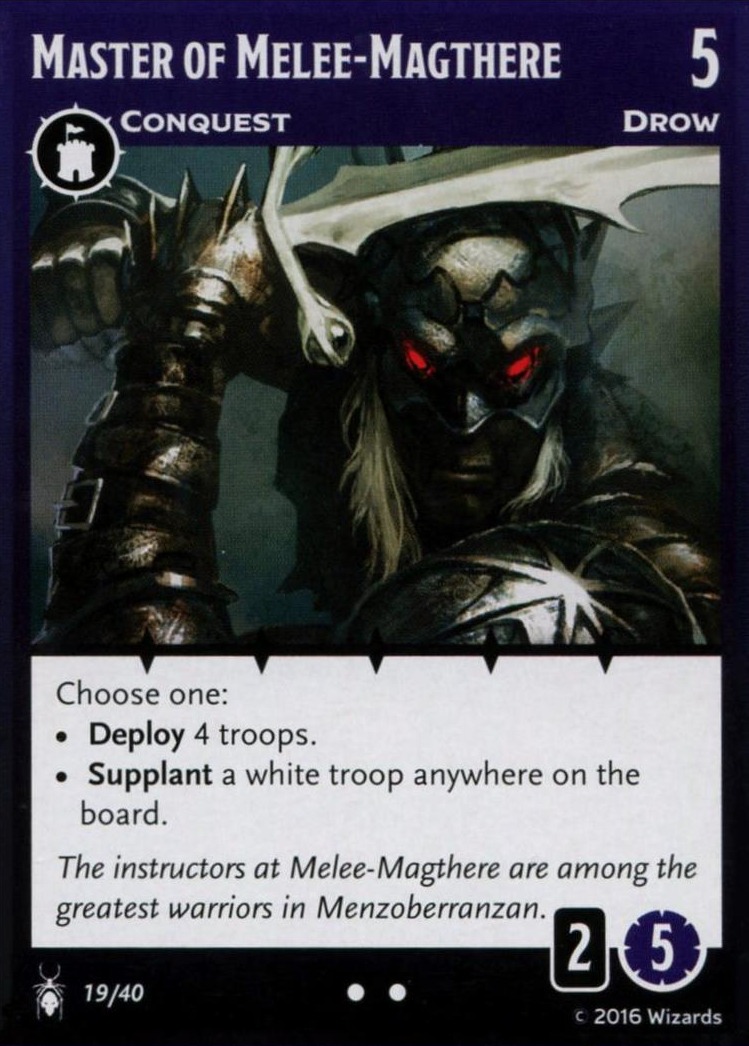 MASTER OF MELEE-MAGTHERE 5
CONQUEST DROW
Choose one:
• Deploy 4 troops.
• Supplant a white troop anywhere on the
board.
The instructors at Melee-Magthere are among the
greatest warriors in Menzoberranzan.
2 5
19/40
© 2016 Wizards